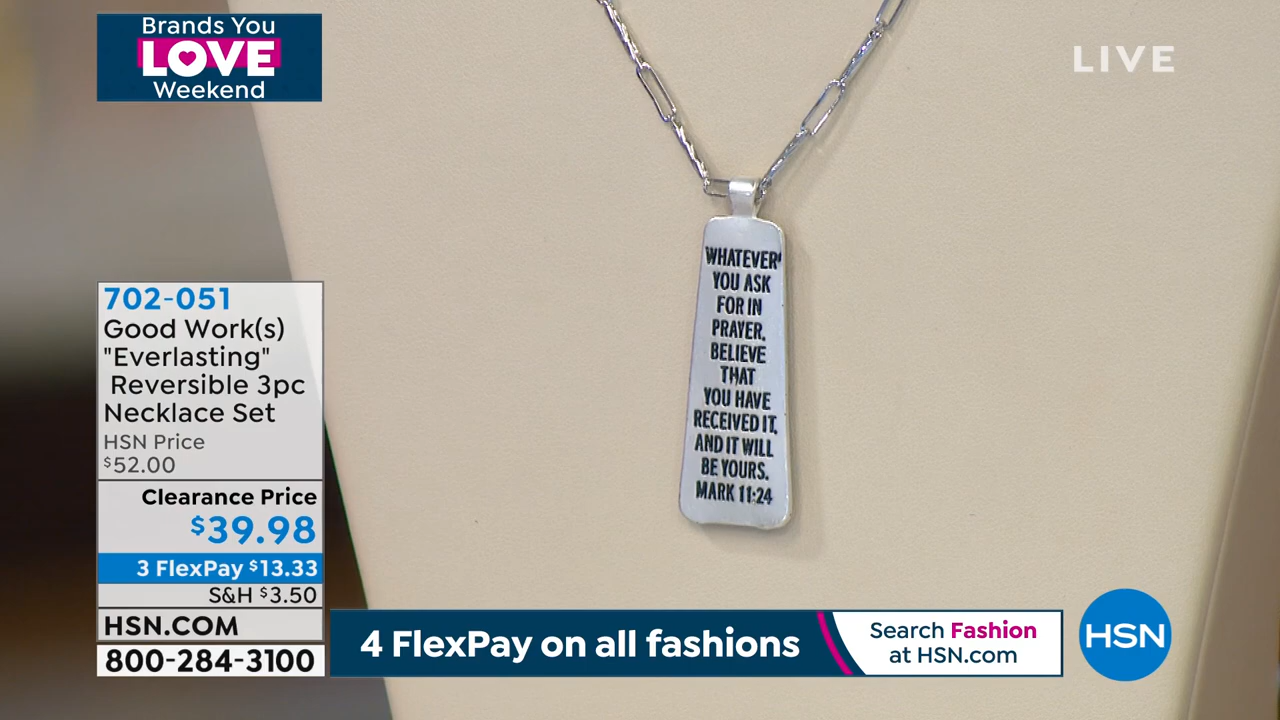 Brands You
LOVE
Weekend
LIVE
WHATEVER
YOU ASK
FOR IN
PRAYER,
BELIEVE
THAT
YOU HAVE
RECEIVED IT,
AND IT WILL
BE YOURS.
MARK 11:24
702-051
Good Work(s)
"Everlasting"
Reversible 3pc
Necklace Set
HSN Price
$52.00
Clearance Price
$39.98
3 FlexPay $13.33
S&H $3.50
HSN.COM
800-284-3100
4 FlexPay on all fashions
Search Fashion
at HSN.com
HSN